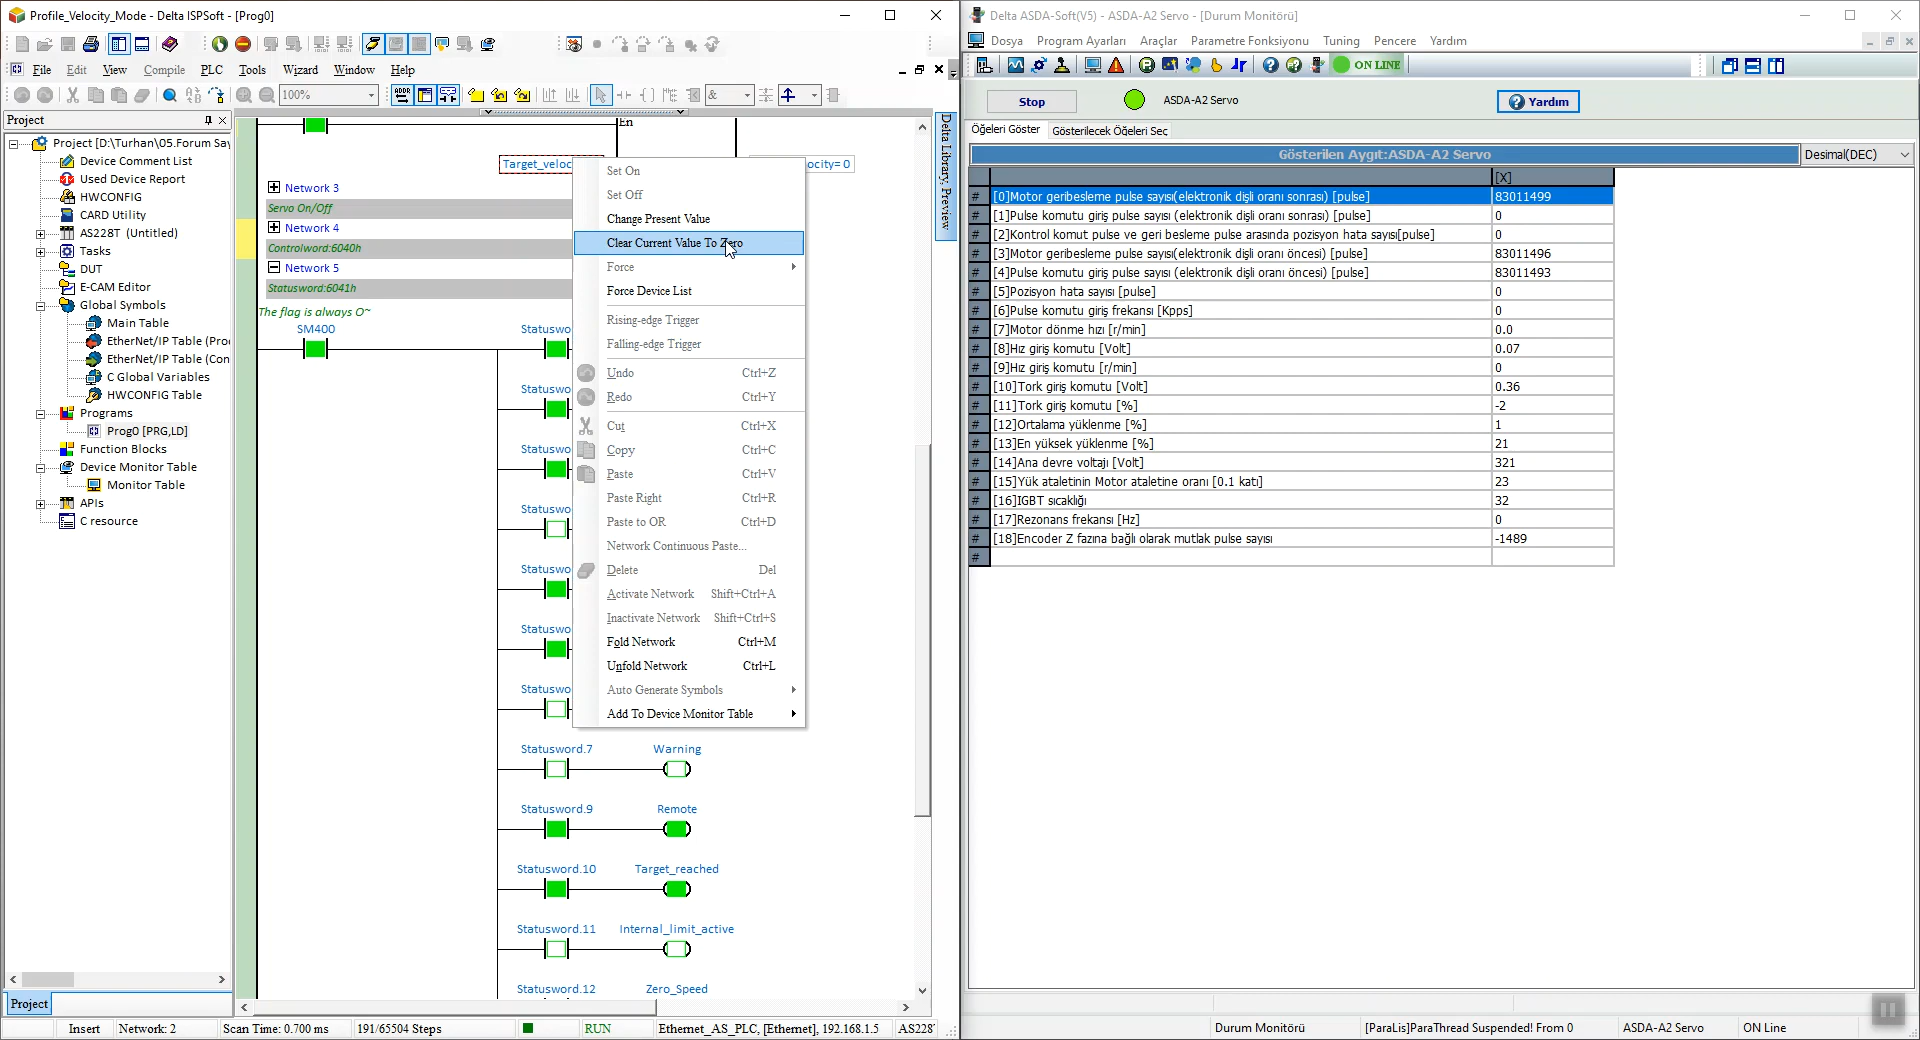 Profile_Velocity_Mode - Delta ISPSoft - [Prog0]
File Edit View Compile PLC Tools Wizard Window Help
100%
ADDR
&
Project
Project [D:\Turhan\05.Forum Say
Device Comment List
Used Device Report
HWCONFIG
CARD Utility
AS228T (Untitled)
Tasks
DUT
E-CAM Editor
Global Symbols
Main Table
EtherNet/IP Table (Pro
EtherNet/IP Table (Con
C Global Variables
HWCONFIG Table
Programs
Prog0 [PRG,LD]
Function Blocks
Device Monitor Table
Monitor Table
APIs
C resource
Project
En
Target_veloc
ocity= 0
Network 3
Servo On/Off
Network 4
Controlword:6040h
Network 5
Statusword:6041h
The flag is always O~
SM400
Statuswo
Statuswo
Statuswo
Statuswo
Statuswo
Statuswo
Statuswo
Statusword.7 Warning
Statusword.9 Remote
Statusword.10 Target_reached
Statusword.11 Internal_limit_active
Statusword.12 Zero_Speed
Set On
Set Off
Change Present Value
Clear Current Value To Zero
Force
Force Device List
Rising-edge Trigger
Falling-edge Trigger
Undo Ctrl+Z
Redo Ctrl+Y
Cut Ctrl+X
Copy Ctrl+C
Paste Ctrl+V
Paste Right Ctrl+R
Paste to OR Ctrl+D
Network Continuous Paste...
Delete Del
Activate Network Shift+Ctrl+A
Inactivate Network Shift+Ctrl+S
Fold Network Ctrl+M
Unfold Network Ctrl+L
Auto Generate Symbols
Add To Device Monitor Table
Delta Library, Preview
Insert Network: 2 Scan Time: 0.700 ms 191/65504 Steps RUN Ethernet_AS_PLC, [Ethernet], 192.168.1.5 AS228
Delta ASDA-Soft(V5) - ASDA-A2 Servo - [Durum Monitörü]
Dosya Program Ayarları Araçlar Parametre Fonksiyonu Tuning Pencere Yardım
ON LINE
Stop ASDA-A2 Servo Yardım
Öğeleri Göster Gösterilecek Öğeleri Seç
Gösterilen Aygıt:ASDA-A2 Servo Desimal(DEC)
[X]
# [0]Motor geribesleme pulse sayısı(elektronik dişli oranı sonrası) [pulse] 83011499
# [1]Pulse komutu giriş pulse sayısı (elektronik dişli oranı sonrası) [pulse] 0
# [2]Kontrol komut pulse ve geri besleme pulse arasında pozisyon hata sayısı[pulse] 0
# [3]Motor geribesleme pulse sayısı (elektronik dişli oranı öncesi) [pulse] 83011496
# [4]Pulse komutu giriş pulse sayısı (elektronik dişli oranı öncesi) [pulse] 83011493
# [5]Pozisyon hata sayısı [pulse] 0
# [6]Pulse komutu giriş frekansı [Kpps] 0
# [7]Motor dönme hızı [r/min] 0.0
# [8]Hız giriş komutu [Volt] 0.07
# [9]Hız giriş komutu [r/min] 0
# [10]Tork giriş komutu [Volt] 0.36
# [11]Tork giriş komutu [%] -2
# [12]Ortalama yüklenme [%] 1
# [13]En yüksek yüklenme [%] 21
# [14]Ana devre voltajı [Volt] 321
# [15]Yük ataletinin Motor ataletine oranı [0.1 katı] 23
# [16]IGBT sıcaklığı 32
# [17]Rezonans frekansı [Hz] 0
# [18]Encoder Z fazına bağlı olarak mutlak pulse sayısı -1489
#
Durum Monitörü [ParaLis]ParaThread Suspended! From 0 ASDA-A2 Servo ON Line